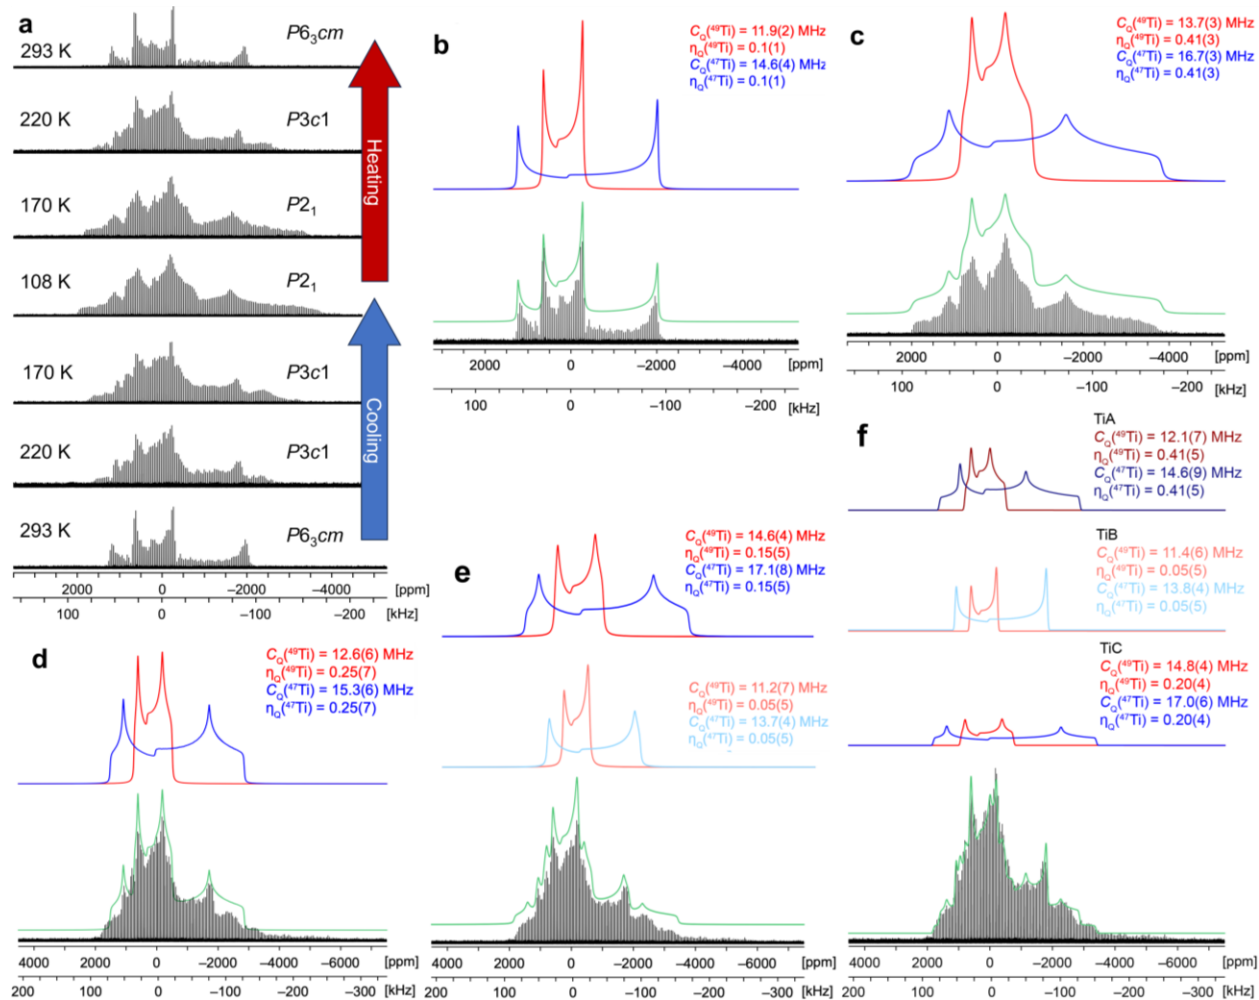 a
293 K
P6₃cm
220 K
P3c1
170 K
P2₁
108 K
P2₁
170 K
P3c1
220 K
P3c1
293 K
P6₃cm
Heating
Cooling
2000 0 −2000 −4000 [ppm]
100 0 −100 −200 [kHz]
b
C_Q(⁴⁹Ti) = 11.9(2) MHz
η_Q(⁴⁹Ti) = 0.1(1)
C_Q(⁴⁷Ti) = 14.6(4) MHz
η_Q(⁴⁷Ti) = 0.1(1)
2000 0 −2000 −4000 [ppm]
100 0 −100 −200 [kHz]
c
C_Q(⁴⁹Ti) = 13.7(3) MHz
η_Q(⁴⁹Ti) = 0.41(3)
C_Q(⁴⁷Ti) = 16.7(3) MHz
η_Q(⁴⁷Ti) = 0.41(3)
2000 0 −2000 −4000 [ppm]
100 0 −100 −200 [kHz]
d
C_Q(⁴⁹Ti) = 12.6(6) MHz
η_Q(⁴⁹Ti) = 0.25(7)
C_Q(⁴⁷Ti) = 15.3(6) MHz
η_Q(⁴⁷Ti) = 0.25(7)
4000 2000 0 −2000 −4000 −6000 [ppm]
200 100 0 −100 −200 −300 [kHz]
e
C_Q(⁴⁹Ti) = 14.6(4) MHz
η_Q(⁴⁹Ti) = 0.15(5)
C_Q(⁴⁷Ti) = 17.1(8) MHz
η_Q(⁴⁷Ti) = 0.15(5)
C_Q(⁴⁹Ti) = 11.2(7) MHz
η_Q(⁴⁹Ti) = 0.05(5)
C_Q(⁴⁷Ti) = 13.7(4) MHz
η_Q(⁴⁷Ti) = 0.05(5)
4000 2000 0 −2000 −4000 −6000 [ppm]
200 100 0 −100 −200 −300 [kHz]
f
TiA
C_Q(⁴⁹Ti) = 12.1(7) MHz
η_Q(⁴⁹Ti) = 0.41(5)
C_Q(⁴⁷Ti) = 14.6(9) MHz
η_Q(⁴⁷Ti) = 0.41(5)
TiB
C_Q(⁴⁹Ti) = 11.4(6) MHz
η_Q(⁴⁹Ti) = 0.05(5)
C_Q(⁴⁷Ti) = 13.8(4) MHz
η_Q(⁴⁷Ti) = 0.05(5)
TiC
C_Q(⁴⁹Ti) = 14.8(4) MHz
η_Q(⁴⁹Ti) = 0.20(4)
C_Q(⁴⁷Ti) = 17.0(6) MHz
η_Q(⁴⁷Ti) = 0.20(4)
4000 2000 0 −2000 −4000 −6000 [ppm]
200 100 0 −100 −200 −300 [kHz]